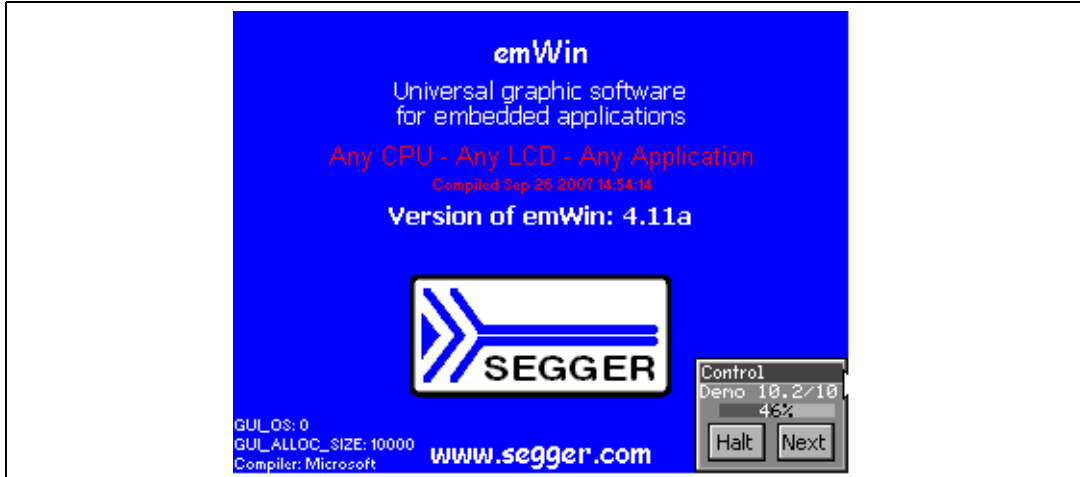 emWin
Universal graphic software
for embedded applications
Any CPU - Any LCD - Any Application
Compiled Sep 26 2007 14:54:14
Version of emWin: 4.11a
SEGGER
Control
Demo 10.2/10
46%
Halt Next
GUI_OS: 0
GUI_ALLOC_SIZE: 10000
Compiler: Microsoft
www.segger.com